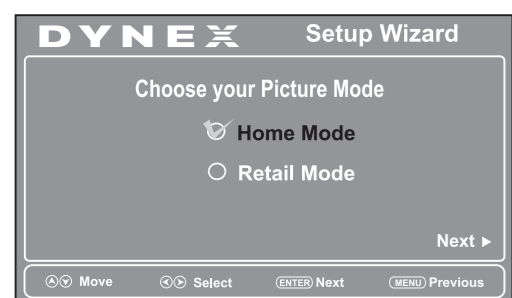 DYNEX Setup Wizard
Choose your Picture Mode
Home Mode
Retail Mode
Next ►
Move Select ENTER Next MENU Previous